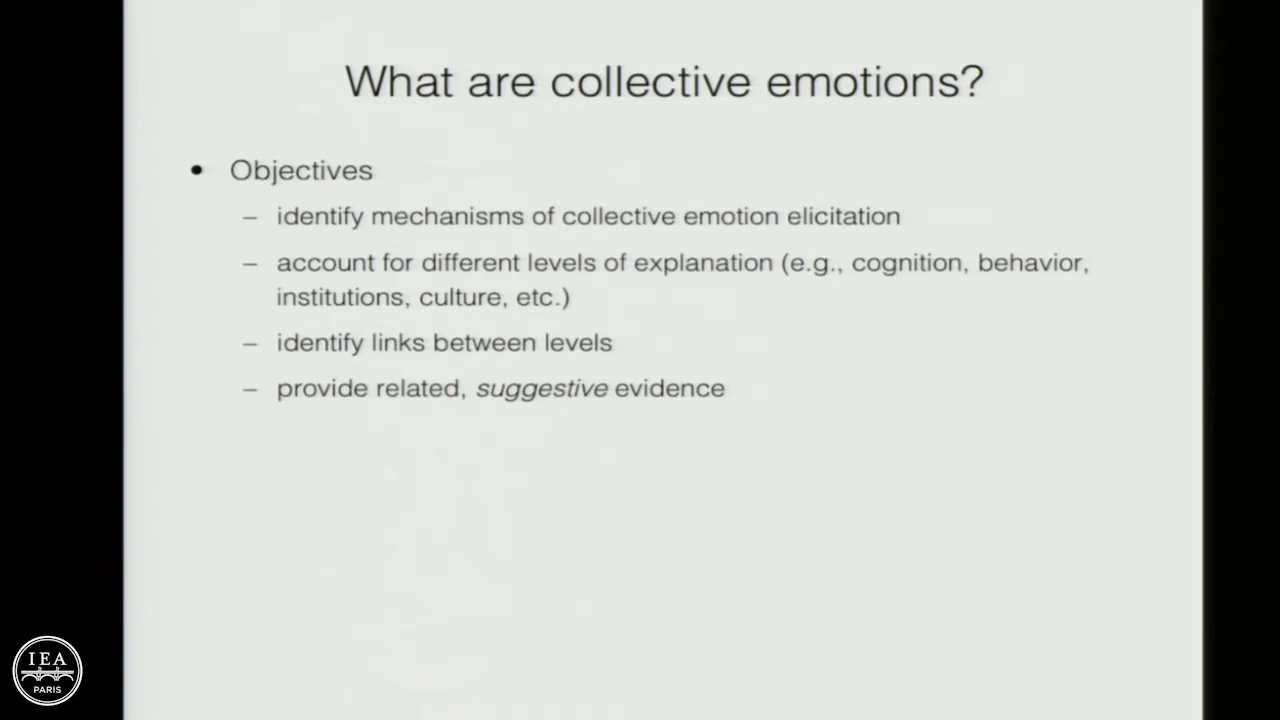 What are collective emotions?
• Objectives
– identify mechanisms of collective emotion elicitation
– account for different levels of explanation (e.g., cognition, behavior,
institutions, culture, etc.)
– identify links between levels
– provide related, suggestive evidence
IEA
PARIS